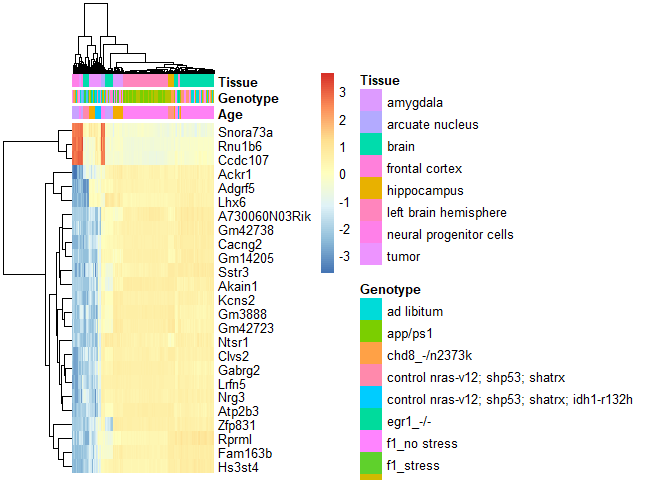 Tissue
Genotype
Age
Snora73a
Rnu1b6
Ccdc107
Ackr1
Adgrf5
Lhx6
A730060N03Rik
Gm42738
Cacng2
Gm14205
Sstr3
Akain1
Kcns2
Gm3888
Gm42723
Ntsr1
Clvs2
Gabrg2
Lrfn5
Nrg3
Atp2b3
Zfp831
Rprml
Fam163b
Hs3st4
3
2
1
0
-1
-2
-3
Tissue
amygdala
arcuate nucleus
brain
frontal cortex
hippocampus
left brain hemisphere
neural progenitor cells
tumor
Genotype
ad libitum
app/ps1
chd8_-/n2373k
control nras-v12; shp53; shatrx
control nras-v12; shp53; shatrx; idh1-r132h
egr1_-/-
f1_no stress
f1_stress